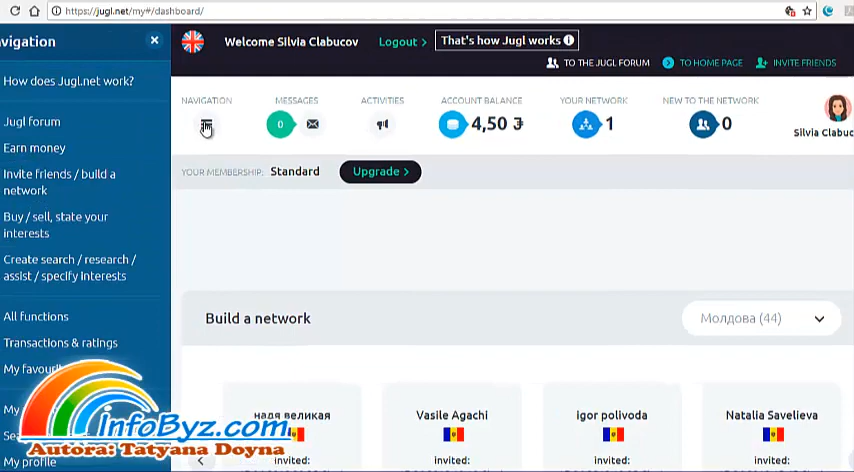 https://jugl.net/my#/dashboard/
avigation
Welcome Silvia Clabucov
Logout >
That's how Jugl works
TO THE JUGL FORUM
TO HOME PAGE
INVITE FRIENDS
How does Jugl.net work?
Jugl forum
Earn money
Invite friends / build a
network
Buy / sell, state your
interests
Create search / research /
assist / specify interests
All functions
Transactions & ratings
My favou
My
Sea
My profile
NAVIGATION
MESSAGES
0
ACTIVITIES
ACCOUNT BALANCE
4,50
YOUR NETWORK
1
NEW TO THE NETWORK
0
Silvia Clabuc
YOUR MEMBERSHIP: Standard
Upgrade >
Build a network
Молдова (44)
надя великая
invited:
Vasile Agachi
invited:
igor polivoda
invited:
Natalia Savelieva
invited:
InfoByz.com
Autora: Tatyana Doyna